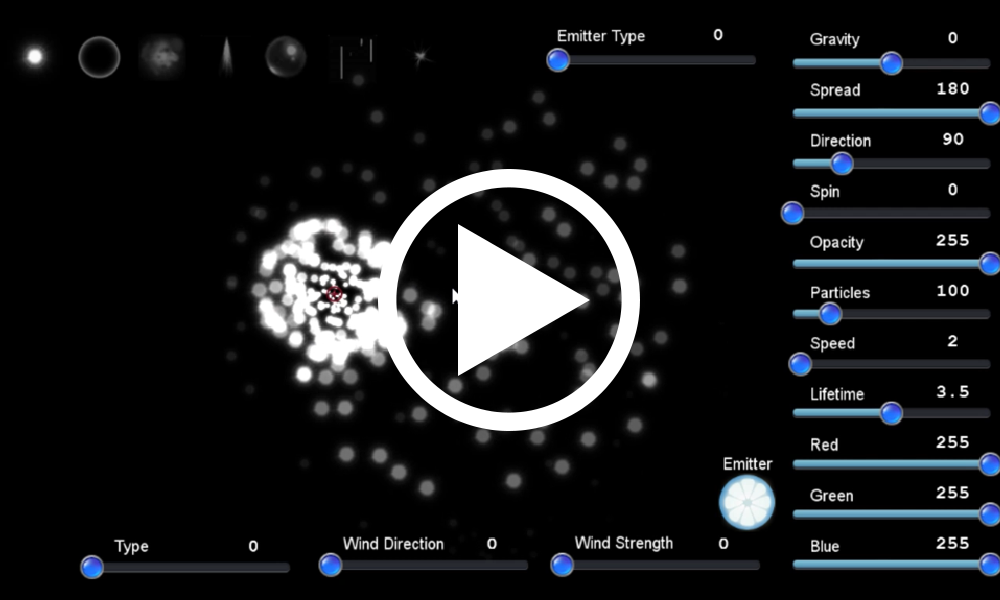 Emitter Type 0
Gravity 0
Spread 180
Direction 90
Spin 0
Opacity 255
Particles 100
Speed 2
Lifetime 3.5
Red 255
Emitter
Green 255
Type 0
Wind Direction 0
Wind Strength 0
Blue 255